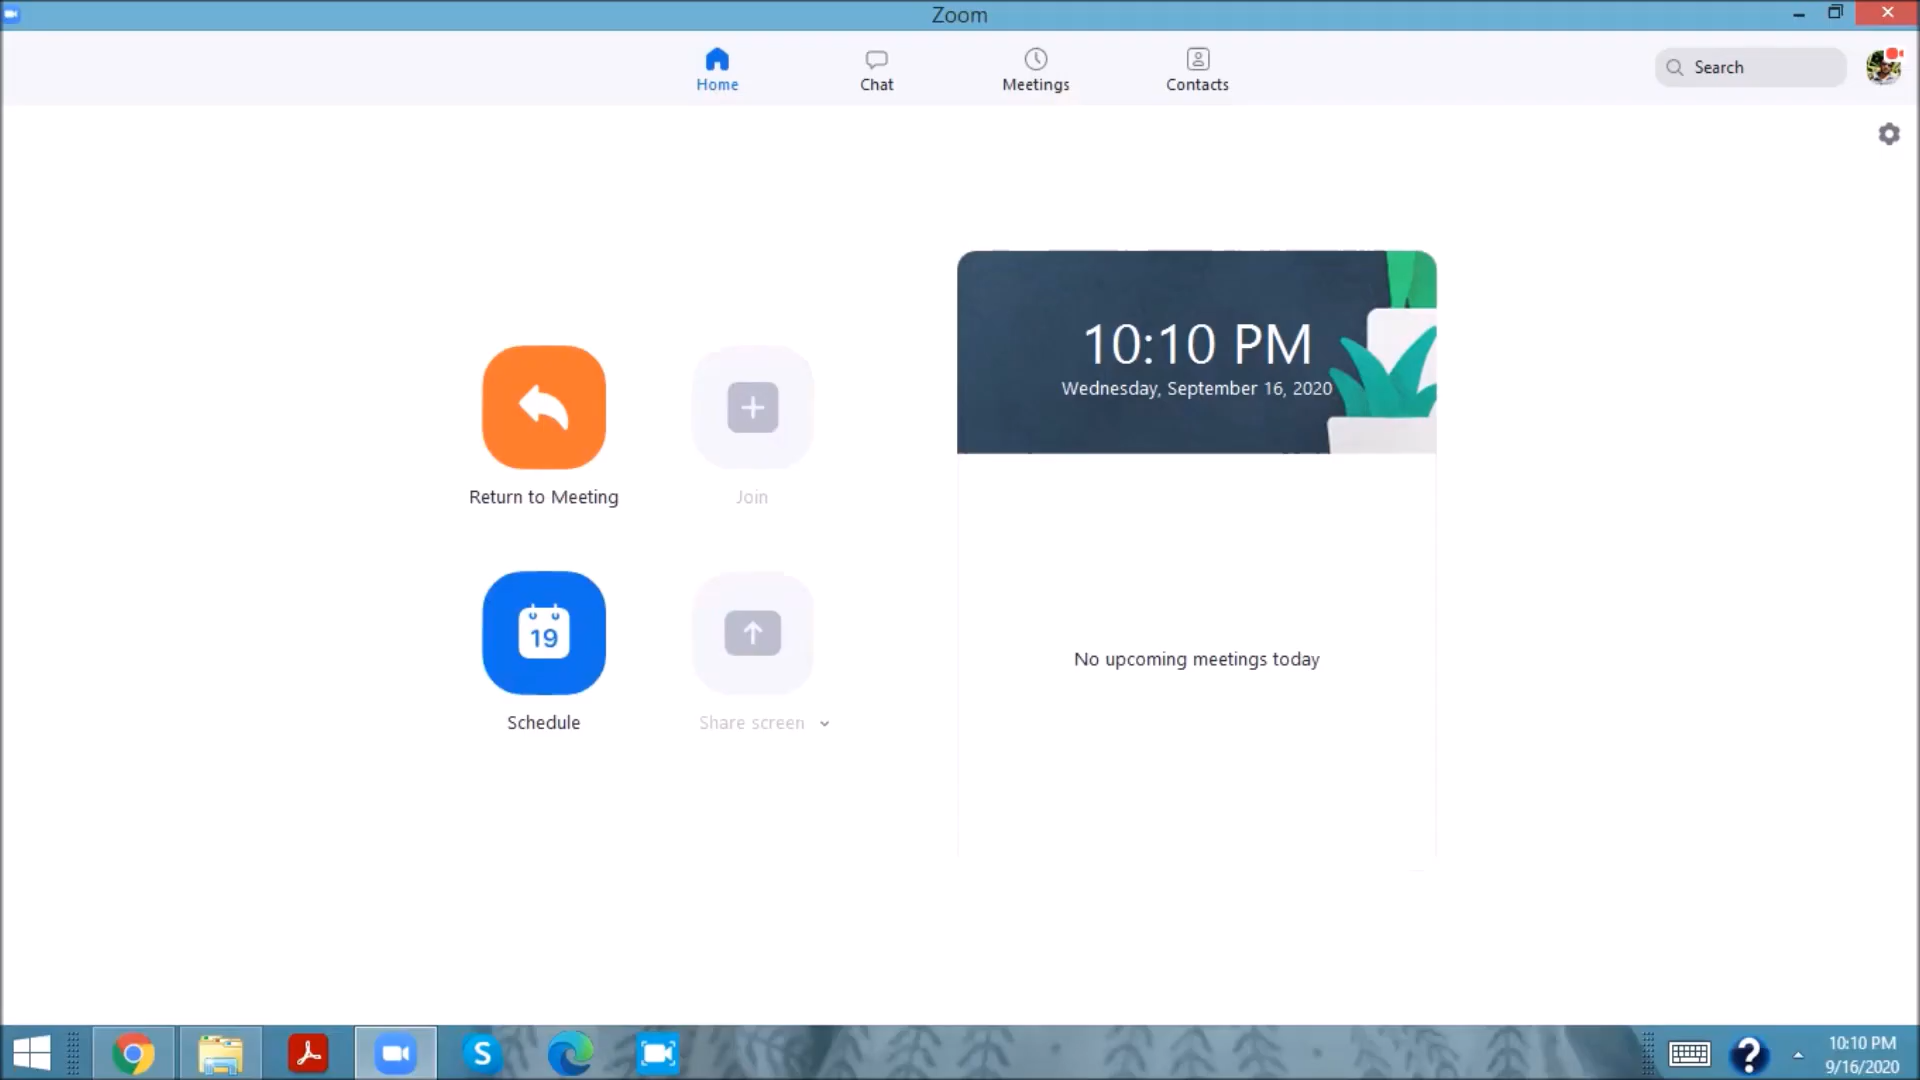 Zoom
Home
Chat
Meetings
Contacts
Search
10:10 PM
Wednesday, September 16, 2020
Return to Meeting
Join
19
Schedule
Share screen
No upcoming meetings today
S
?
10:10 PM
9/16/2020